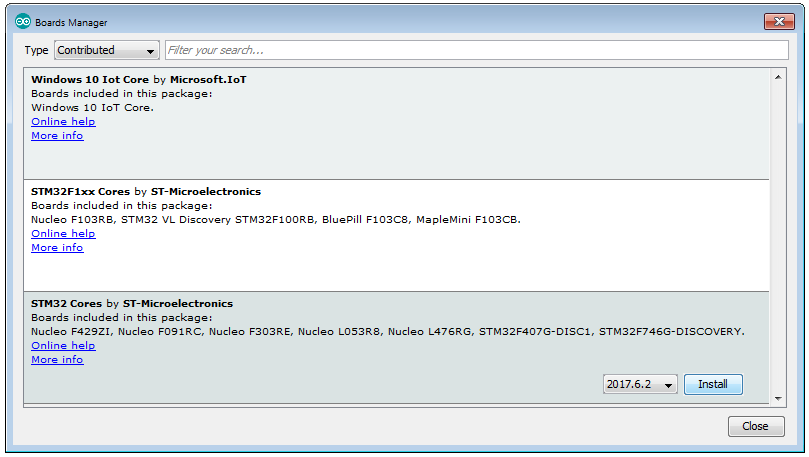 Boards Manager
Type Contributed Filter your search...
Windows 10 Iot Core by Microsoft.IoT
Boards included in this package:
Windows 10 IoT Core.
Online help
More info
STM32F1xx Cores by ST-Microelectronics
Boards included in this package:
Nucleo F103RB, STM32 VL Discovery STM32F100RB, BluePill F103C8, MapleMini F103CB.
Online help
More info
STM32 Cores by ST-Microelectronics
Boards included in this package:
Nucleo F429ZI, Nucleo F091RC, Nucleo F303RE, Nucleo L053R8, Nucleo L476RG, STM32F407G-DISC1, STM32F746G-DISCOVERY.
Online help
More info
2017.6.2 Install
Close